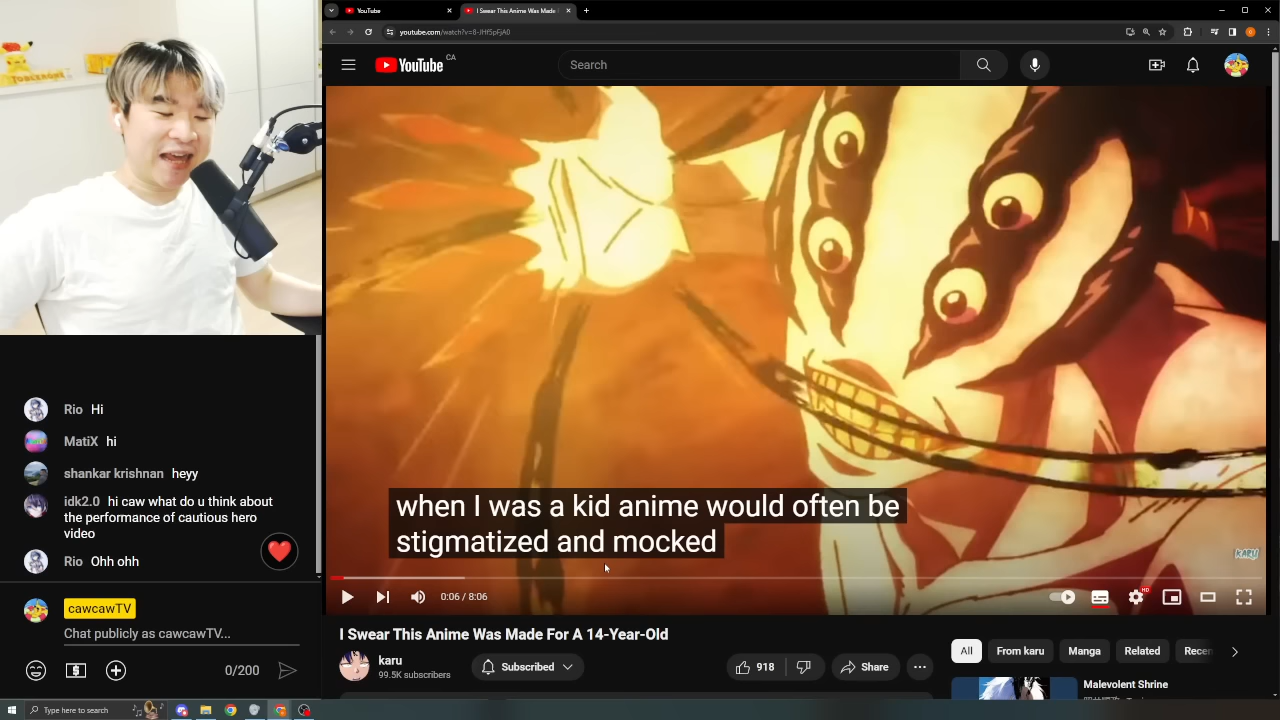 YouTube
I Swear This Anime Was Made
youtube.com/watch?v=8-JHfSpFjA0
YouTube CA
Search
when I was a kid anime would often be
stigmatized and mocked
KARU
0:06 / 8:06
HD
I Swear This Anime Was Made For A 14-Year-Old
karu
99.5K subscribers
Subscribed
918
Share
All
From karu
Manga
Related
Recen
Malevolent Shrine
Rio Hi
MatiX hi
shankar krishnan heyy
idk2.0 hi caw what do u think about
the performance of cautious hero
video
Rio Ohh ohh
cawcawTV
Chat publicly as cawcawTV...
0/200
Type here to search